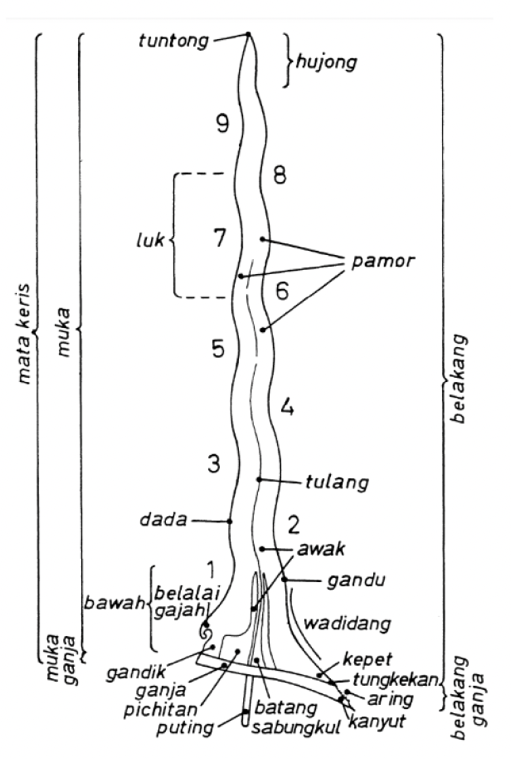 tuntong
hujong
9
8
luk
7
pamor
6
mata keris
muka
5
belakang
4
3
tulang
dada
2
awak
1
gandu
bawah
belalai
gajah
wadidang
muka
ganja
kepet
gandik
tungkekan
ganja
aring
belakang
ganja
pichitan
batang
sabungkul
kanyut
puting